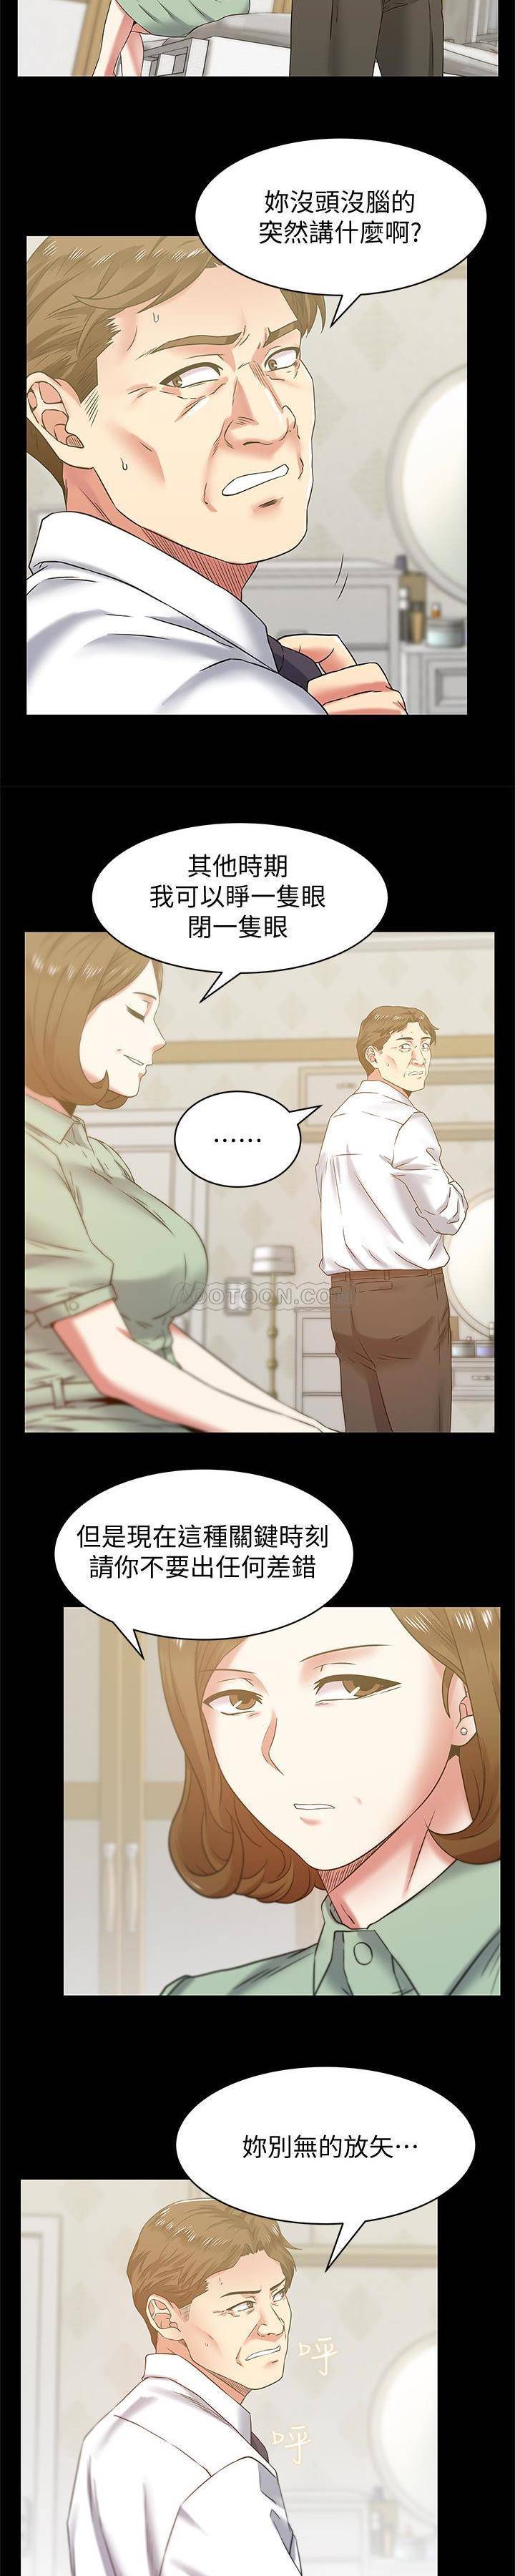 妳沒頭沒腦的
突然講什麼啊?
其他時期
我可以睜一隻眼
閉一隻眼
……
但是現在這種關鍵時刻
請你不要出任何差錯
妳別無的放矢…
呼
呼